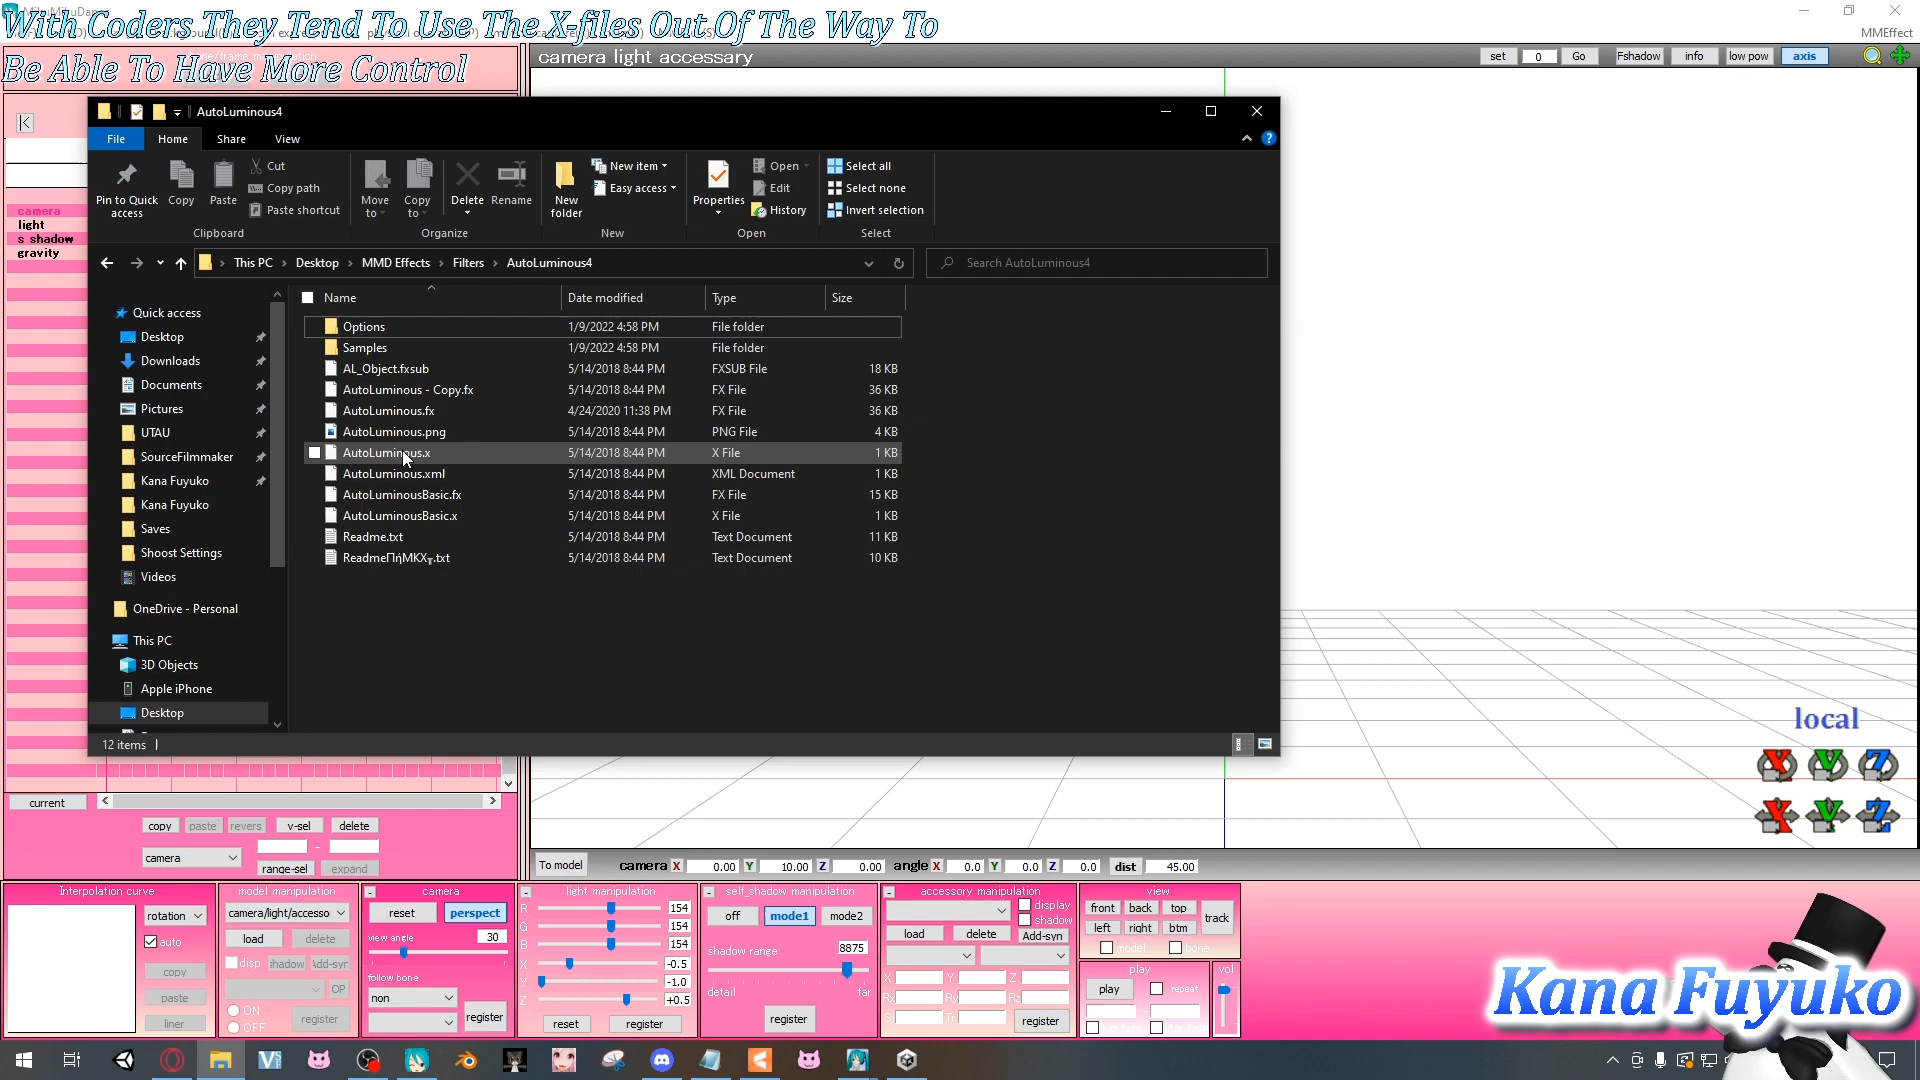 With Coders They Tend To Use The X-files Out Of The Way To
Be Able To Have More Control
MMEffect
camera light accessary
set 0 Go Fshadow info low pow axis
AutoLuminous4
File Home Share View
Pin to Quick access
Copy
Paste
Cut
Copy path
Paste shortcut
Move to
Copy to
Delete
Rename
New folder
New item
Easy access
Properties
Open
Edit
History
Select all
Select none
Invert selection
Clipboard Organize New Open Select
This PC Desktop MMD Effects Filters AutoLuminous4
Search AutoLuminous4
Name Date modified Type Size
Options 1/9/2022 4:58 PM File folder
Samples 1/9/2022 4:58 PM File folder
AL_Object.fxsub 5/14/2018 8:44 PM FXSUB File 18 KB
AutoLuminous - Copy.fx 5/14/2018 8:44 PM FX File 36 KB
AutoLuminous.fx 4/24/2020 11:38 PM FX File 36 KB
AutoLuminous.png 5/14/2018 8:44 PM PNG File 4 KB
AutoLuminous.x 5/14/2018 8:44 PM X File 1 KB
AutoLuminous.xml 5/14/2018 8:44 PM XML Document 1 KB
AutoLuminousBasic.fx 5/14/2018 8:44 PM FX File 15 KB
AutoLuminousBasic.x 5/14/2018 8:44 PM X File 1 KB
Readme.txt 5/14/2018 8:44 PM Text Document 11 KB
5/14/2018 8:44 PM Text Document 10 KB
Quick access
Desktop
Downloads
Documents
Pictures
UTAU
SourceFilmmaker
Kana Fuyuko
Kana Fuyuko
Saves
Shoost Settings
Videos
OneDrive - Personal
This PC
3D Objects
Apple iPhone
Desktop
12 items
camera
light
s shadow
gravity
local
X Y Z
X Y Z
current
copy paste revers v-sel delete
camera -
range-sel expand
To model camera X 0.00 Y 10.00 Z 0.00 angle X 0.0 Y 0.0 Z 0.0 dist 45.00
Interpolation curve
rotation
auto
copy
paste
liner
model manipulation
camera/light/accesso
load delete
disp shadow Add-syn
OP
ON
OFF
register
- camera
reset perspect
view angle 30
follow bone
non
register
- light manipulation
R 154
G 154
B 154
X -0.5
Y -1.0
Z +0.5
reset register
- self_shadow manipulation
off mode1 mode2
shadow range 8875
detail far
register
- accessory manipulation
display
shadow
load delete Add-syn
X Y Z
Rx Ry Rz
S Tr register
view
front back top
left right btm
track
model bone
play
play repeat
-
vol
Kana Fuyuko